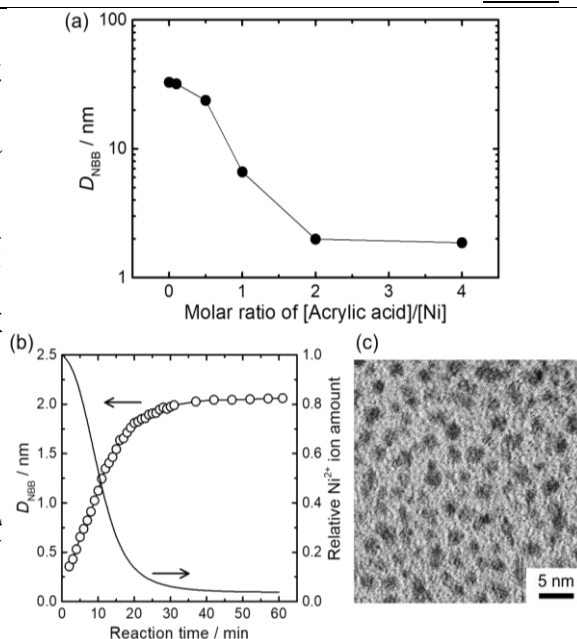 (a)
100
10
1
D_NBB / nm
0 1 2 3 4
Molar ratio of [Acrylic acid]/[Ni]
(b)
2.5
2.0
1.5
1.0
0.5
0.0
D_NBB / nm
1.0
0.8
0.6
0.4
0.2
0.0
Relative Ni²⁺ ion amount
0 10 20 30 40 50 60
Reaction time / min
(c)
5 nm